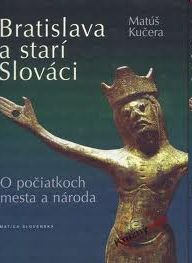 Matúš
Kučera
Bratislava
a starí
Slováci
O počiatkoch
mesta a národa
MATICA SLOVENSKÁ